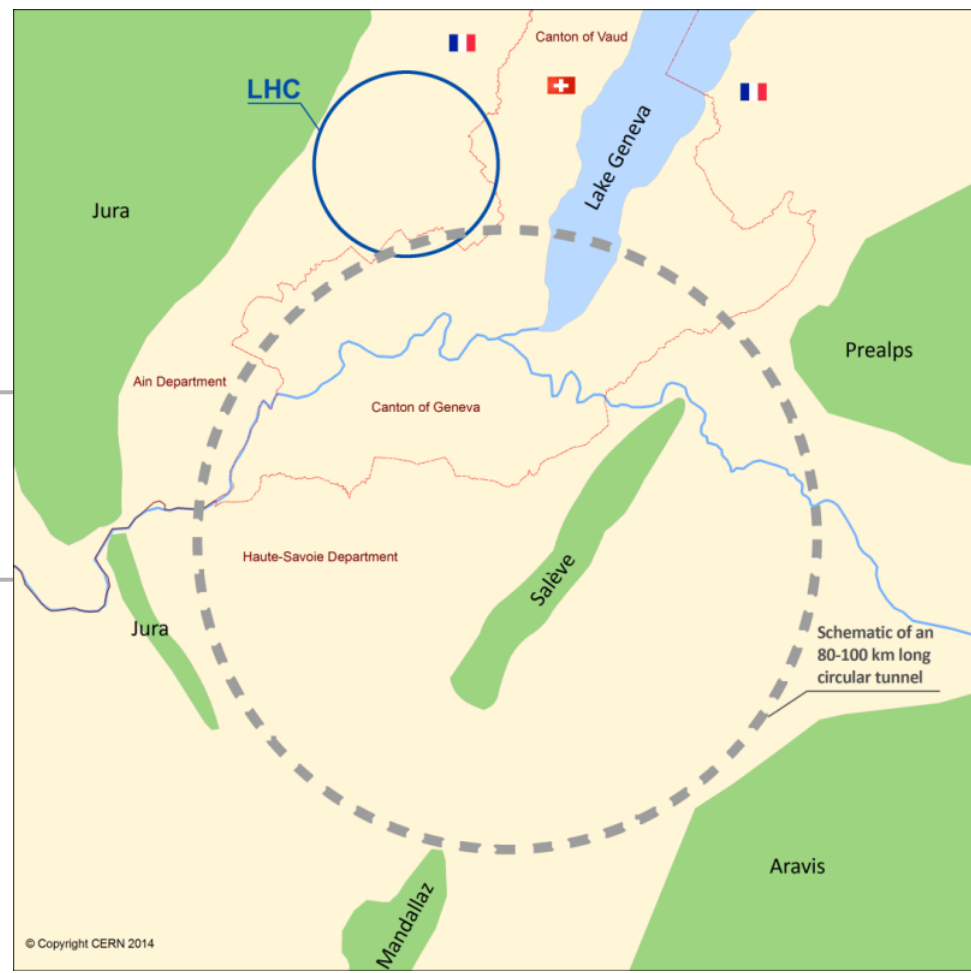 Canton of Vaud
LHC
Lake Geneva
Jura
Prealps
Ain Department
Canton of Geneva
Haute-Savoie Department
Salève
Jura
Schematic of an
80-100 km long
circular tunnel
Aravis
Mandallaz
© Copyright CERN 2014